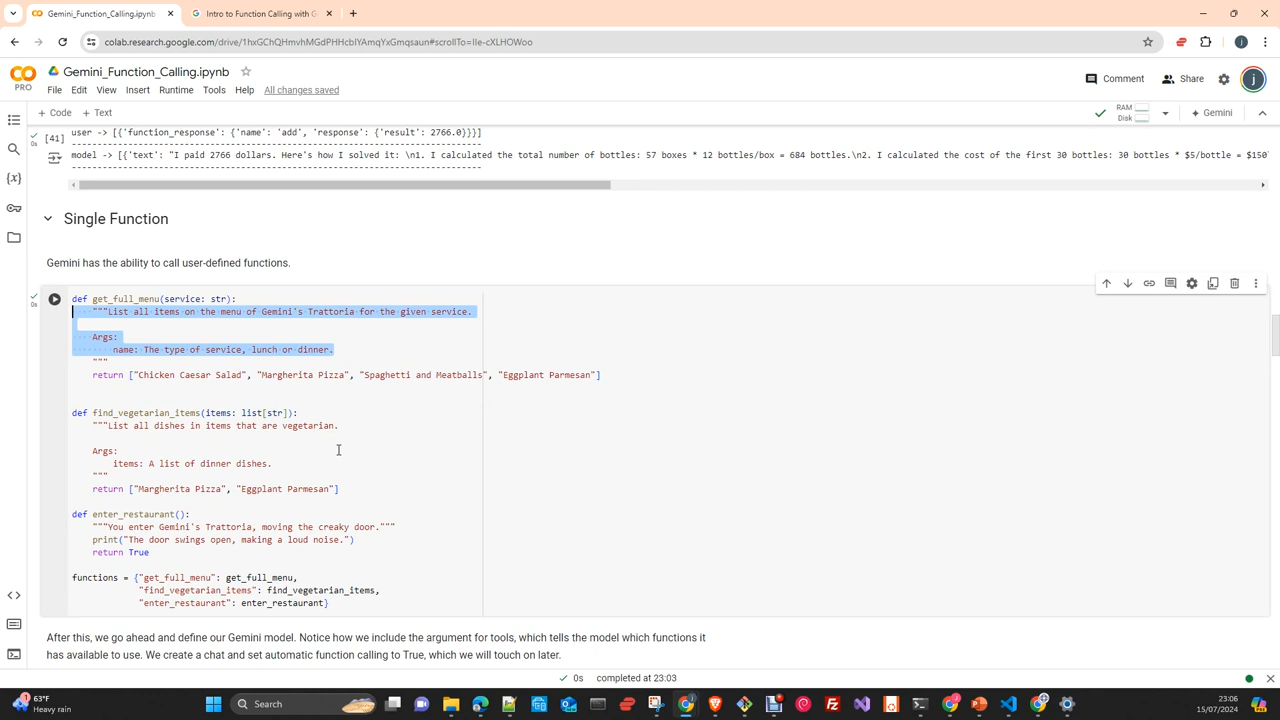 Gemini_Function_Calling.ipynb
Intro to Function Calling with G
colab.research.google.com/drive/1hxGChQHmvhMGdPHHcblYAmqYxGmqsaun#scrollTo=IIe-cXLHOWoo
j
PRO
Gemini_Function_Calling.ipynb
File Edit View Insert Runtime Tools Help All changes saved
Comment Share j
+ Code + Text
RAM
Disk
Gemini
0s
[41]
user -> [{'function_response': {'name': 'add', 'response': {'result': 2766.0}}}]
--------------------------------------------------------------------------------
model -> [{'text': "I paid 2766 dollars. Here's how I solved it: \n1. I calculated the total number of bottles: 57 boxes * 12 bottles/box = 684 bottles.\n2. I calculated the cost of the first 30 bottles: 30 bottles * $5/bottle = $150
--------------------------------------------------------------------------------
Single Function
Gemini has the ability to call user-defined functions.
0s
def get_full_menu(service: str):
"""List all items on the menu of Gemini's Trattoria for the given service.
Args:
name: The type of service, lunch or dinner.
"""
return ["Chicken Caesar Salad", "Margherita Pizza", "Spaghetti and Meatballs", "Eggplant Parmesan"]
def find_vegetarian_items(items: list[str]):
"""List all dishes in items that are vegetarian.
Args:
items: A list of dinner dishes.
"""
return ["Margherita Pizza", "Eggplant Parmesan"]
def enter_restaurant():
"""You enter Gemini's Trattoria, moving the creaky door."""
print("The door swings open, making a loud noise.")
return True
functions = {"get_full_menu": get_full_menu,
"find_vegetarian_items": find_vegetarian_items,
"enter_restaurant": enter_restaurant}
After this, we go ahead and define our Gemini model. Notice how we include the argument for tools, which tells the model which functions it
has available to use. We create a chat and set automatic function calling to True, which we will touch on later.
0s completed at 23:03
63°F
Heavy rain
Search
23:06
15/07/2024